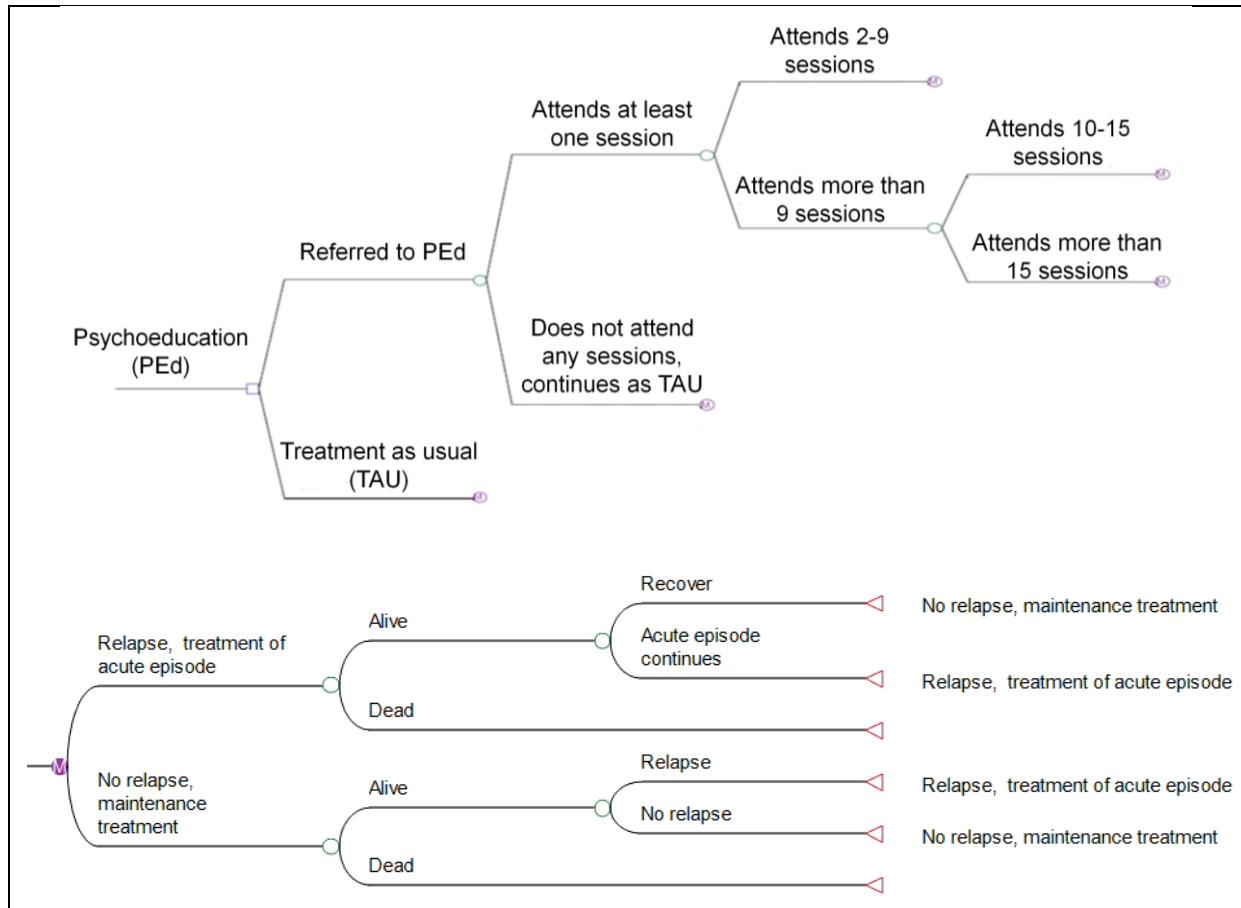 Attends 2-9
sessions
Attends at least
one session
Attends 10-15
sessions
Attends more than
9 sessions
Attends more than
15 sessions
Referred to PEd
Psychoeducation
(PEd)
Does not attend
any sessions,
continues as TAU
Treatment as usual
(TAU)
M
M
M
M
M
M
Relapse, treatment of
acute episode
Alive
Recover
No relapse, maintenance treatment
Acute episode
continues
Relapse, treatment of acute episode
Dead
No relapse,
maintenance
treatment
Alive
Relapse
Relapse, treatment of acute episode
No relapse
No relapse, maintenance treatment
Dead